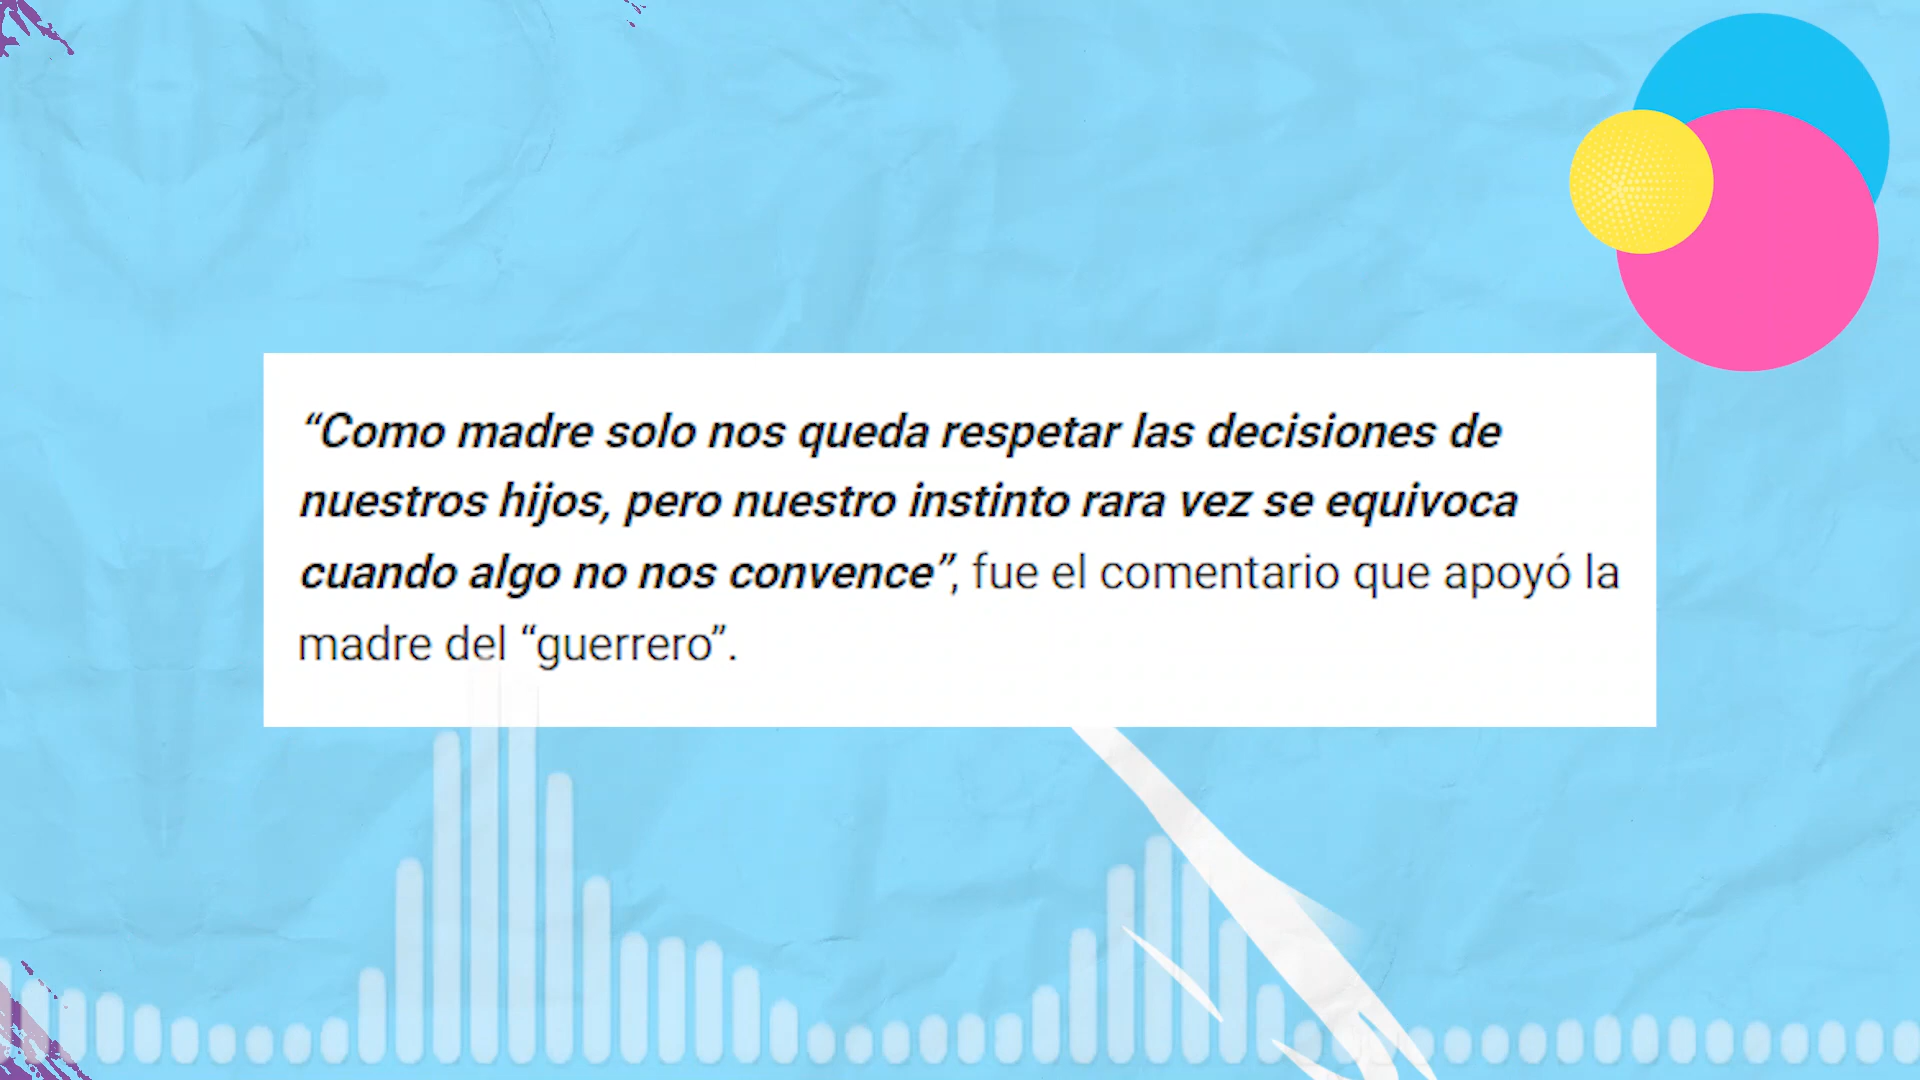 “Como madre solo nos queda respetar las decisiones de
nuestros hijos, pero nuestro instinto rara vez se equivoca
cuando algo no nos convence”, fue el comentario que apoyó la
madre del “guerrero”.